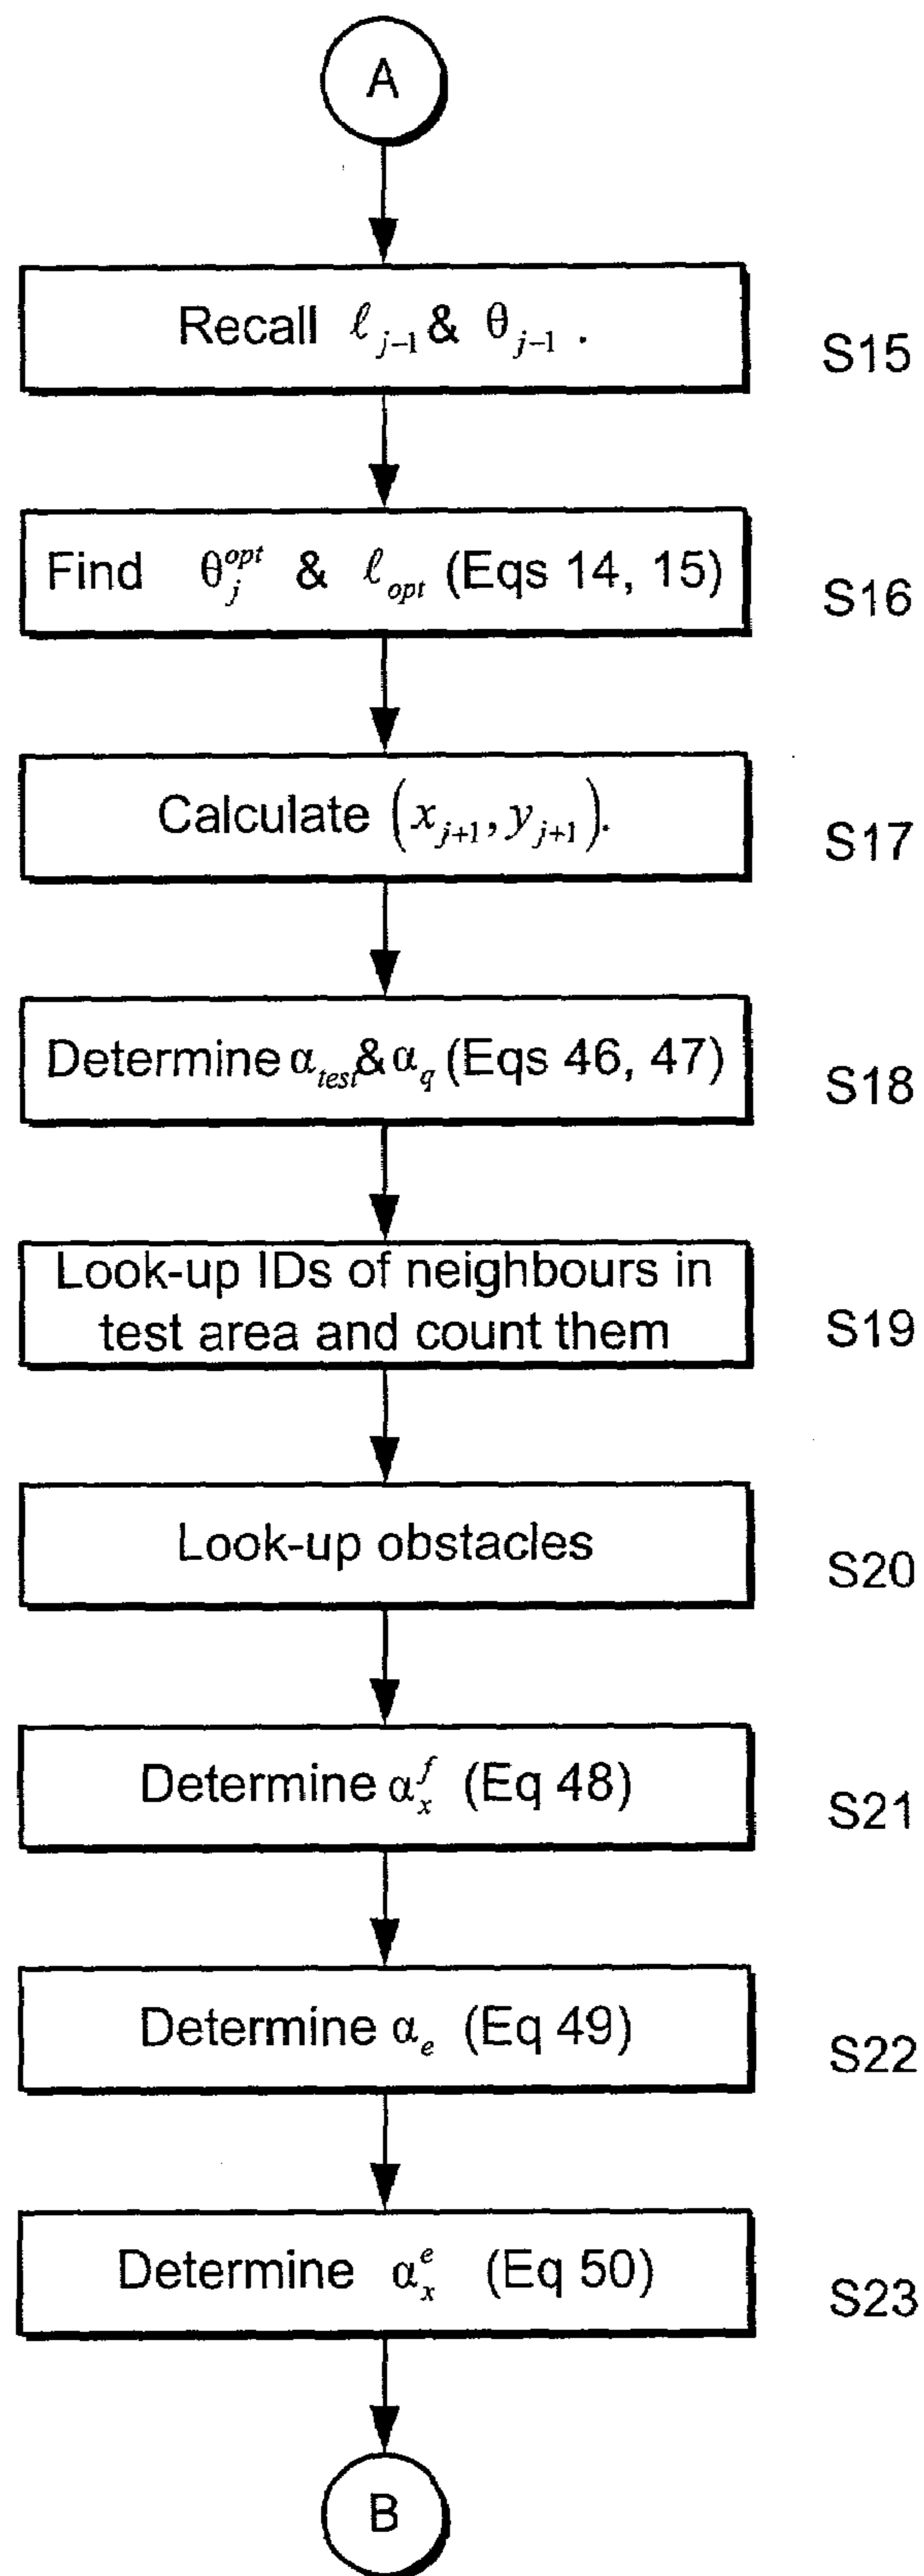 A
Recall ℓ_{j-1} & θ_{j-1} .
S15
Find θ_j^{opt} & ℓ_{opt} (Eqs 14, 15)
S16
Calculate (x_{j+1}, y_{j+1}).
S17
Determine α_{test} & α_q (Eqs 46, 47)
S18
Look-up IDs of neighbours in
test area and count them
S19
Look-up obstacles
S20
Determine α_x^f (Eq 48)
S21
Determine α_e (Eq 49)
S22
Determine α_x^e (Eq 50)
S23
B